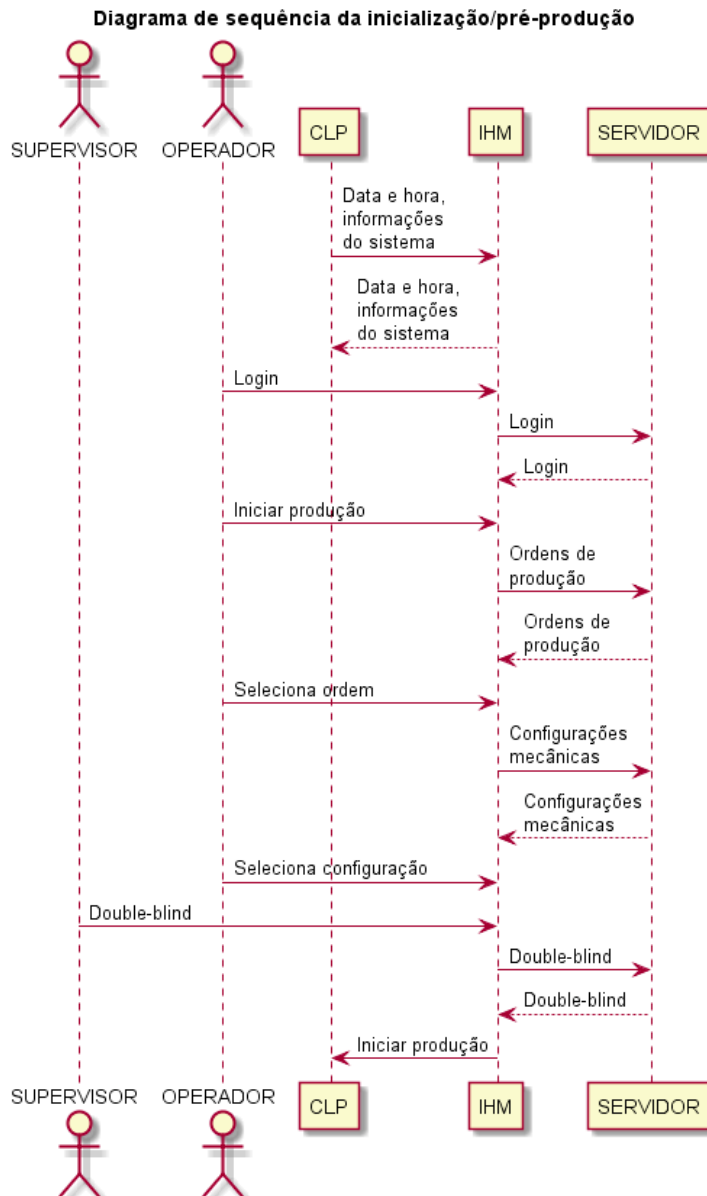 Diagrama de sequência da inicialização/pré-produção
SUPERVISOR
OPERADOR
CLP
IHM
SERVIDOR
Data e hora,
informações
do sistema
Data e hora,
informações
do sistema
Login
Login
Login
Iniciar produção
Ordens de
produção
Ordens de
produção
Seleciona ordem
Configurações
mecânicas
Configurações
mecânicas
Seleciona configuração
Double-blind
Double-blind
Double-blind
Iniciar produção
SUPERVISOR
OPERADOR
CLP
IHM
SERVIDOR